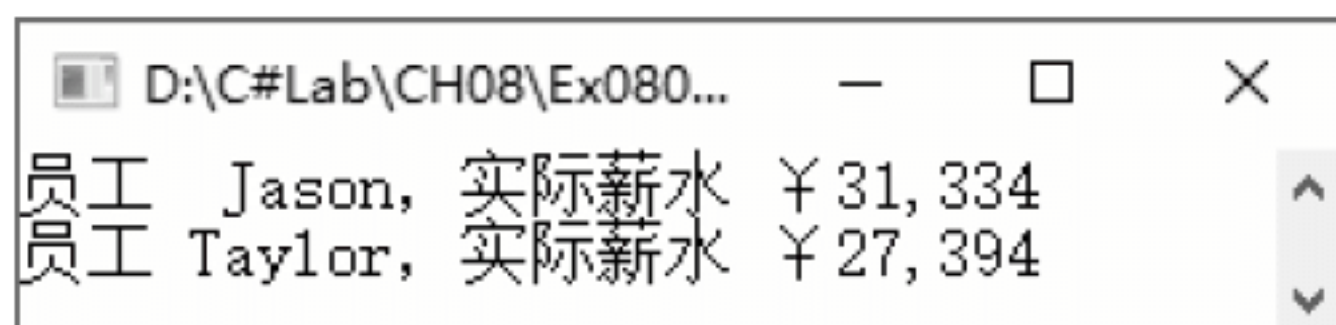 D:\C#Lab\CH08\Ex080...
员工  Jason，实际薪水 ￥31,334
员工 Taylor，实际薪水 ￥27,394